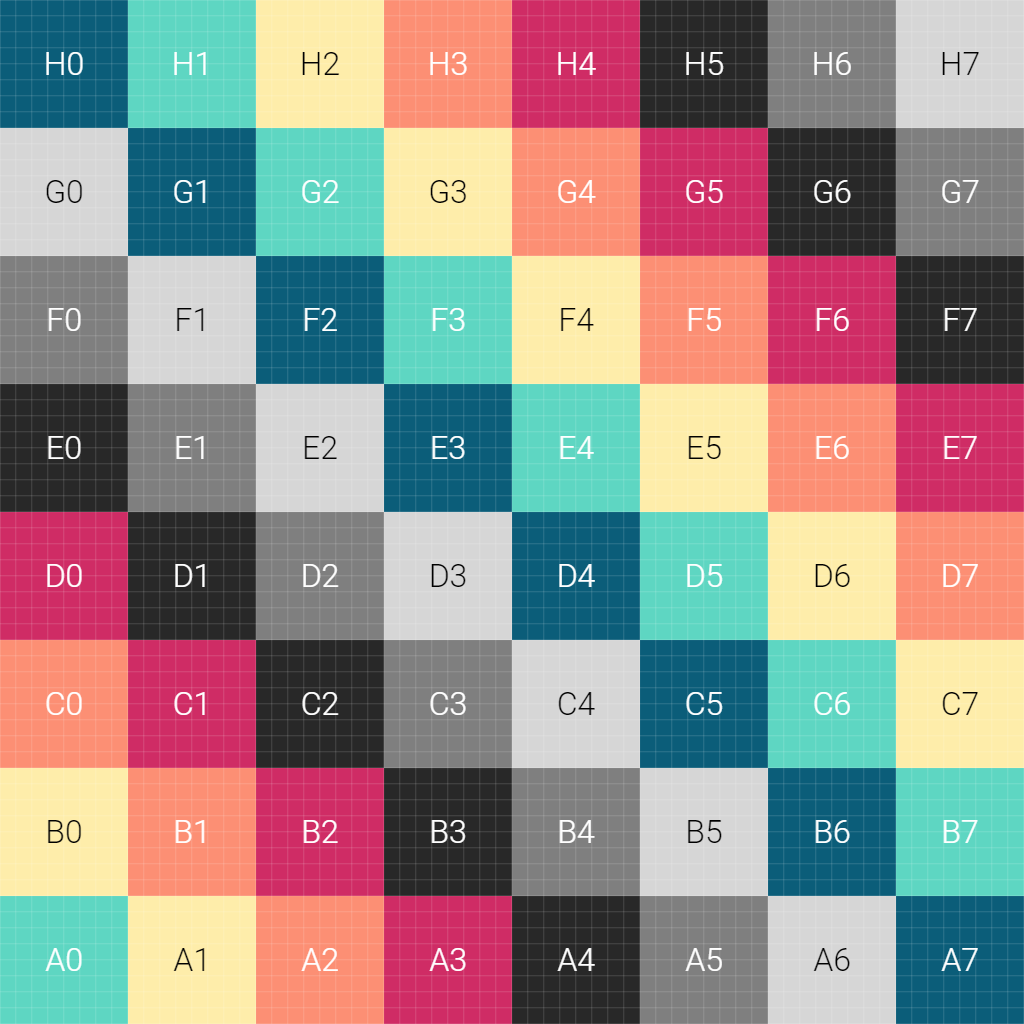 H0 H1 H2 H3 H4 H5 H6 H7
G0 G1 G2 G3 G4 G5 G6 G7
F0 F1 F2 F3 F4 F5 F6 F7
E0 E1 E2 E3 E4 E5 E6 E7
D0 D1 D2 D3 D4 D5 D6 D7
C0 C1 C2 C3 C4 C5 C6 C7
B0 B1 B2 B3 B4 B5 B6 B7
A0 A1 A2 A3 A4 A5 A6 A7